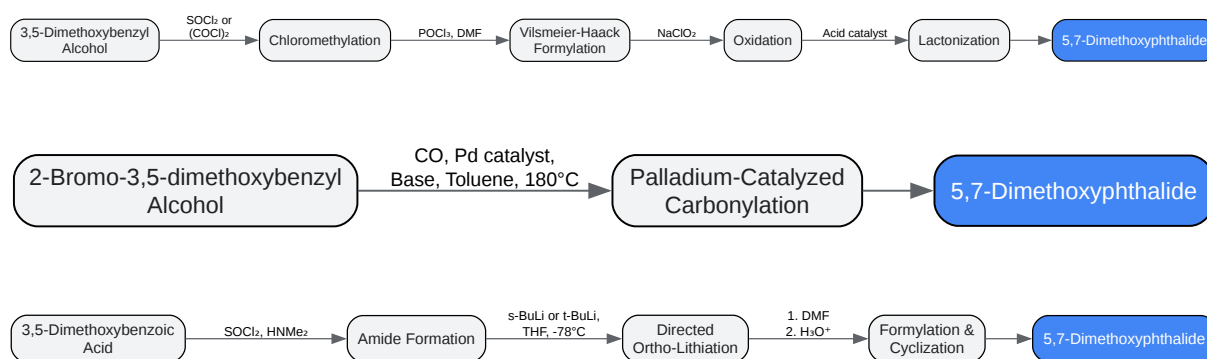 3,5-Dimethoxybenzyl
Alcohol
SOCl₂ or
(COCl)₂
Chloromethylation
POCl₃, DMF
Vilsmeier-Haack
Formylation
NaClO₂
Oxidation
Acid catalyst
Lactonization
5,7-Dimethoxyphthalide
2-Bromo-3,5-dimethoxybenzyl
Alcohol
CO, Pd catalyst,
Base, Toluene, 180°C
Palladium-Catalyzed
Carbonylation
5,7-Dimethoxyphthalide
3,5-Dimethoxybenzoic
Acid
SOCl₂, HNMe₂
Amide Formation
s-BuLi or t-BuLi,
THF, -78°C
Directed
Ortho-Lithiation
1. DMF
2. H₃O⁺
Formylation &
Cyclization
5,7-Dimethoxyphthalide